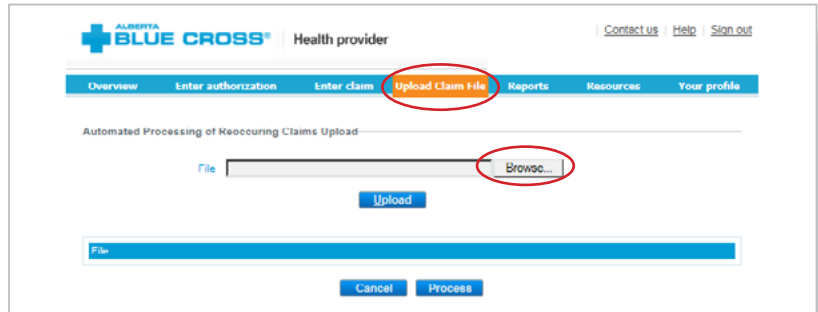 ALBERTA
BLUE CROSS® Health provider
Contact us | Help | Sign out
Overview Enter authorization Enter claim Upload Claim File Reports Resources Your profile
Automated Processing of Reoccuring Claims Upload
File Browse...
Upload
File
Cancel Process